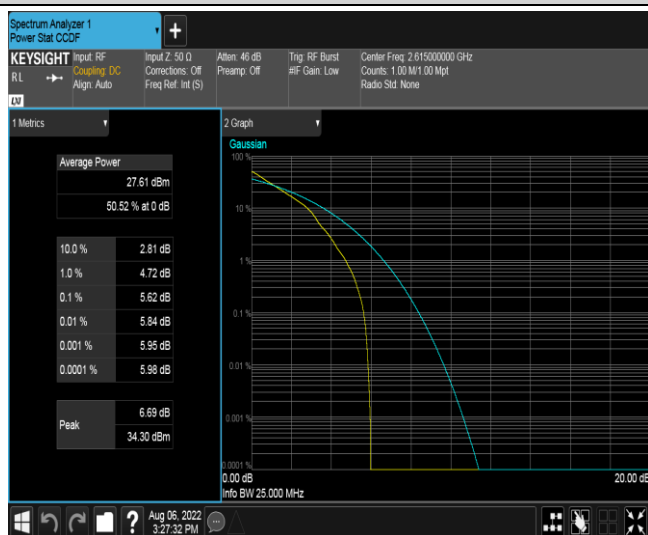 Spectrum Analyzer 1
Power Stat CCDF
+
KEYSIGHT
RL
LXI
Input: RF
Coupling: DC
Align: Auto
Input Z: 50 Ω
Corrections: Off
Freq Ref: Int (S)
Atten: 46 dB
Preamp: Off
Trig: RF Burst
#IF Gain: Low
Center Freq: 2.615000000 GHz
Counts: 1.00 M/1.00 Mpt
Radio Std: None
1 Metrics
Average Power
27.61 dBm
50.52 % at 0 dB
10.0 % 2.81 dB
1.0 % 4.72 dB
0.1 % 5.62 dB
0.01 % 5.84 dB
0.001 % 5.95 dB
0.0001 % 5.98 dB
Peak
6.69 dB
34.30 dBm
2 Graph
Gaussian
100 %
10 %
1 %
0.1 %
0.01 %
0.001 %
0.0001 %
0.00 dB
20.00 dB
Info BW 25.000 MHz
?
Aug 06, 2022
3:27:32 PM